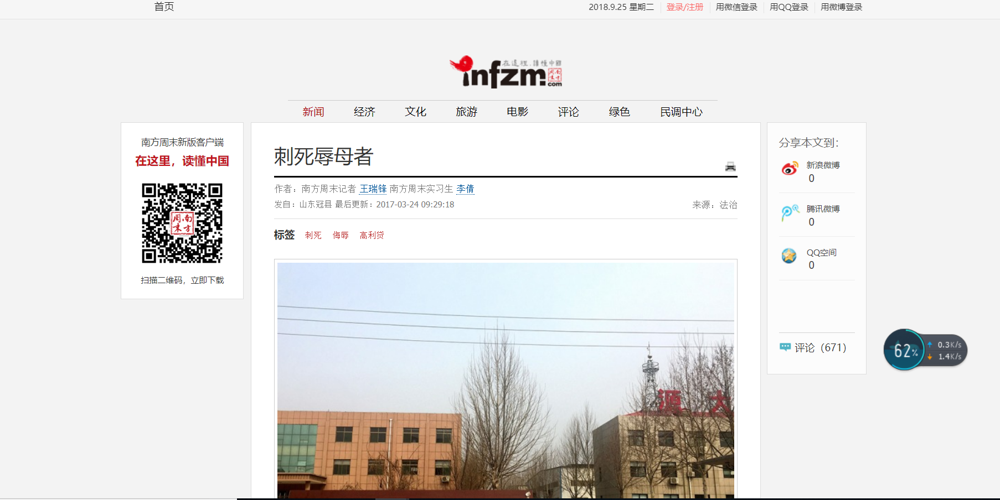 首页
2018.9.25 星期二
登录/注册
用微信登录
用QQ登录
用微博登录
在這裡,讀懂中國
infzm.com
南方周末
新闻 经济 文化 旅游 电影 评论 绿色 民调中心
南方周末新版客户端
在这里，读懂中国
南方周末
扫描二维码，立即下载
刺死辱母者
作者：南方周末记者 王瑞锋 南方周末实习生 李倩
发自：山东冠县 最后更新：2017-03-24 09:29:18
来源：法治
标签 刺死 侮辱 高利贷
源大
分享本文到：
新浪微博
0
腾讯微博
0
QQ空间
0
评论（671）
62%
0.3K/s
1.4K/s